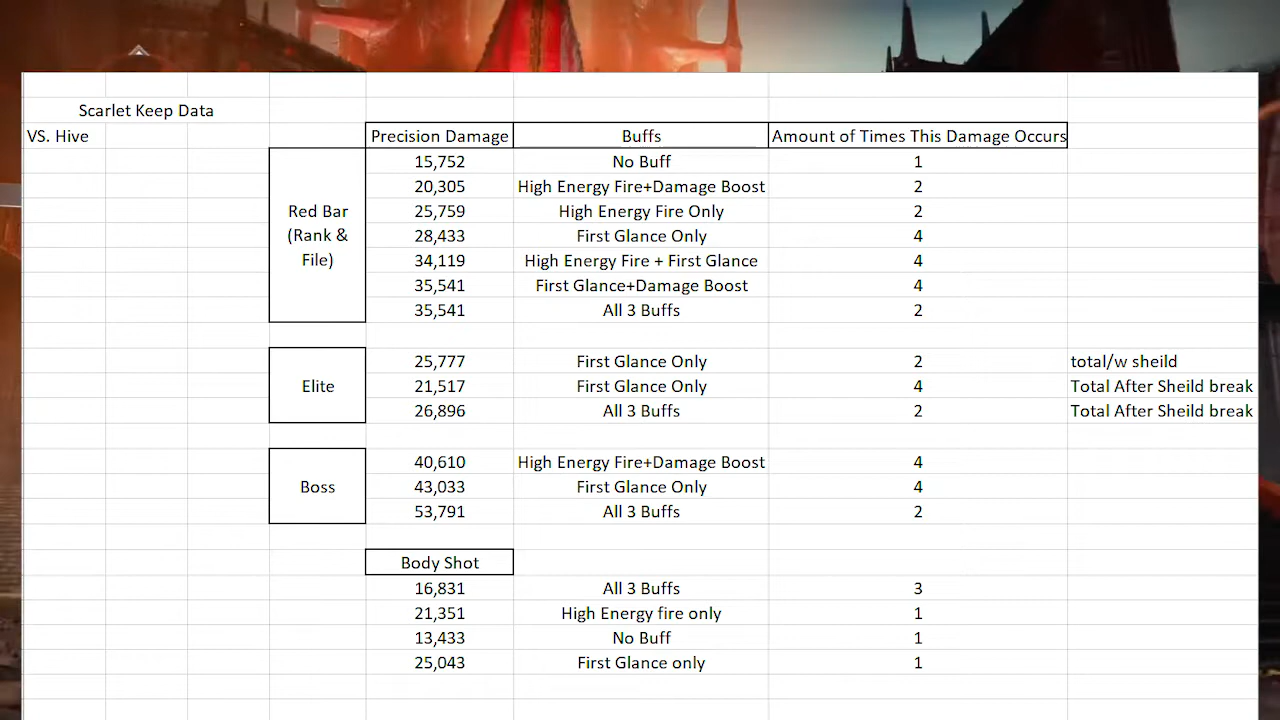 Scarlet Keep Data
VS. Hive Precision Damage Buffs Amount of Times This Damage Occurs
15,752 No Buff 1
20,305 High Energy Fire+Damage Boost 2
Red Bar 25,759 High Energy Fire Only 2
(Rank & 28,433 First Glance Only 4
File) 34,119 High Energy Fire + First Glance 4
35,541 First Glance+Damage Boost 4
35,541 All 3 Buffs 2
25,777 First Glance Only 2 total/w sheild
Elite 21,517 First Glance Only 4 Total After Sheild break
26,896 All 3 Buffs 2 Total After Sheild break
40,610 High Energy Fire+Damage Boost 4
Boss 43,033 First Glance Only 4
53,791 All 3 Buffs 2
Body Shot
16,831 All 3 Buffs 3
21,351 High Energy fire only 1
13,433 No Buff 1
25,043 First Glance only 1